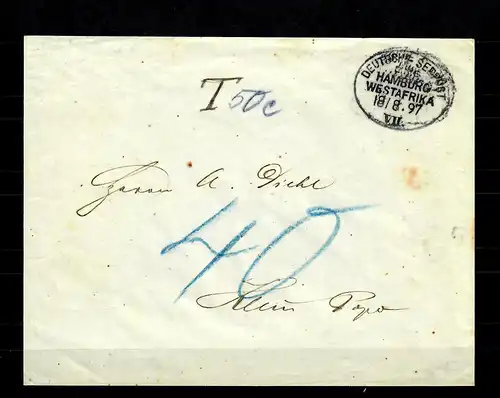 DEUTSCHE SEEPOST
LINIE
HAMBURG
WESTAFRIKA
18/8.97
VII.
T 50c
Herrn A. Diehl
40
Klein Popo